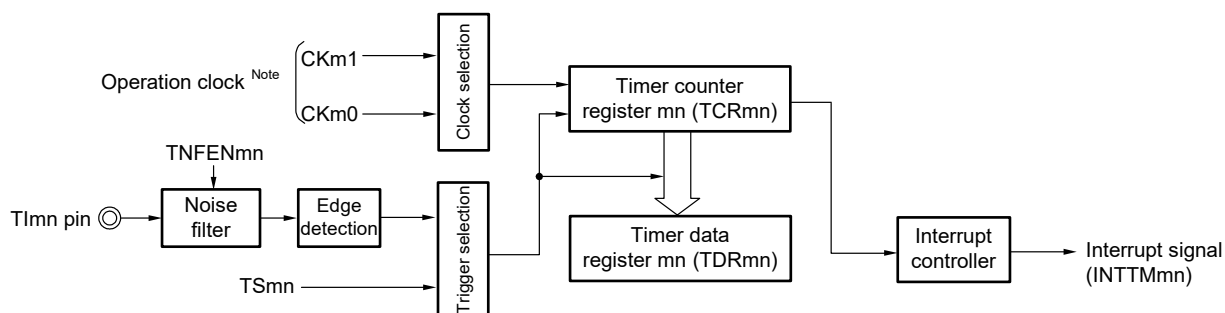 Operation clock Note
CKm1
CKm0
Clock selection
Timer counter
register mn (TCRmn)
TNFENmn
TImn pin
Noise
filter
Edge
detection
TSmn
Trigger selection
Timer data
register mn (TDRmn)
Interrupt
controller
Interrupt signal
(INTTMmn)